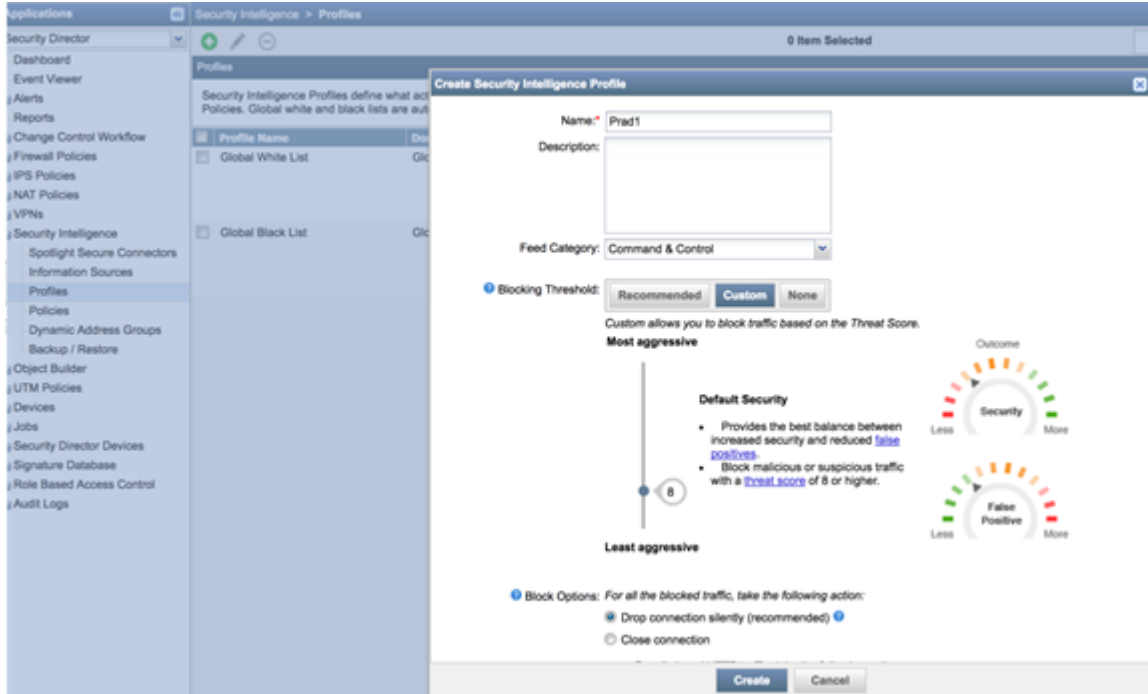 Applications
Security Intelligence > Profiles
Security Director
0 Item Selected
Dashboard
Event Viewer
Alerts
Reports
Change Control Workflow
Firewall Policies
IPS Policies
NAT Policies
VPNs
Security Intelligence
Spotlight Secure Connectors
Information Sources
Profiles
Policies
Dynamic Address Groups
Backup / Restore
Object Builder
UTM Policies
Devices
Jobs
Security Director Devices
Signature Database
Role Based Access Control
Audit Logs
Profiles
Security Intelligence Profiles define what act
Policies. Global white and black lists are aut
Profile Name Do
Global White List Glo
Global Black List Glo
Create Security Intelligence Profile
Name:* Prad1
Description:
Feed Category: Command & Control
Blocking Threshold: Recommended Custom None
Custom allows you to block traffic based on the Threat Score.
Most aggressive
8
Least aggressive
Default Security
• Provides the best balance between
increased security and reduced false
positives.
• Block malicious or suspicious traffic
with a threat score of 8 or higher.
Outcome
Security
Less More
False
Positive
Less More
Block Options: For all the blocked traffic, take the following action:
Drop connection silently (recommended)
Close connection
Create Cancel